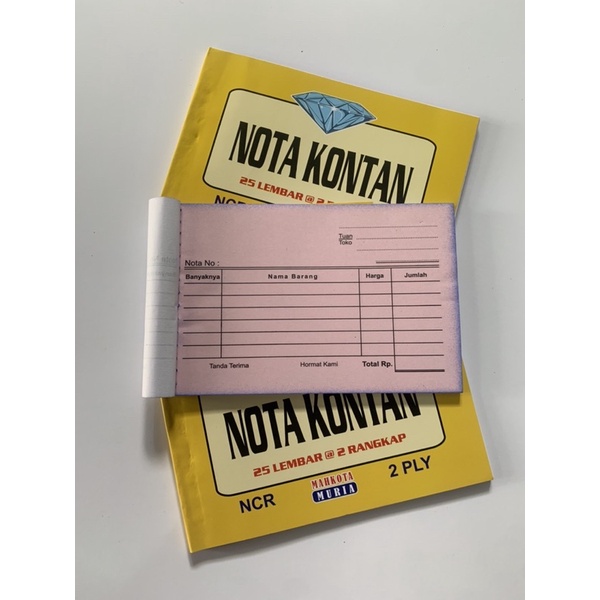 NOTA KONTAN
25 LEMBAR @ 2
Tuan
Toko
Nota No :
Banyaknya Nama Barang Harga Jumlah
Tanda Terima Hormat Kami Total Rp.
NOTA KONTAN
25 LEMBAR @ 2 RANGKAP
NCR MAHKOTA MURIA 2 PLY